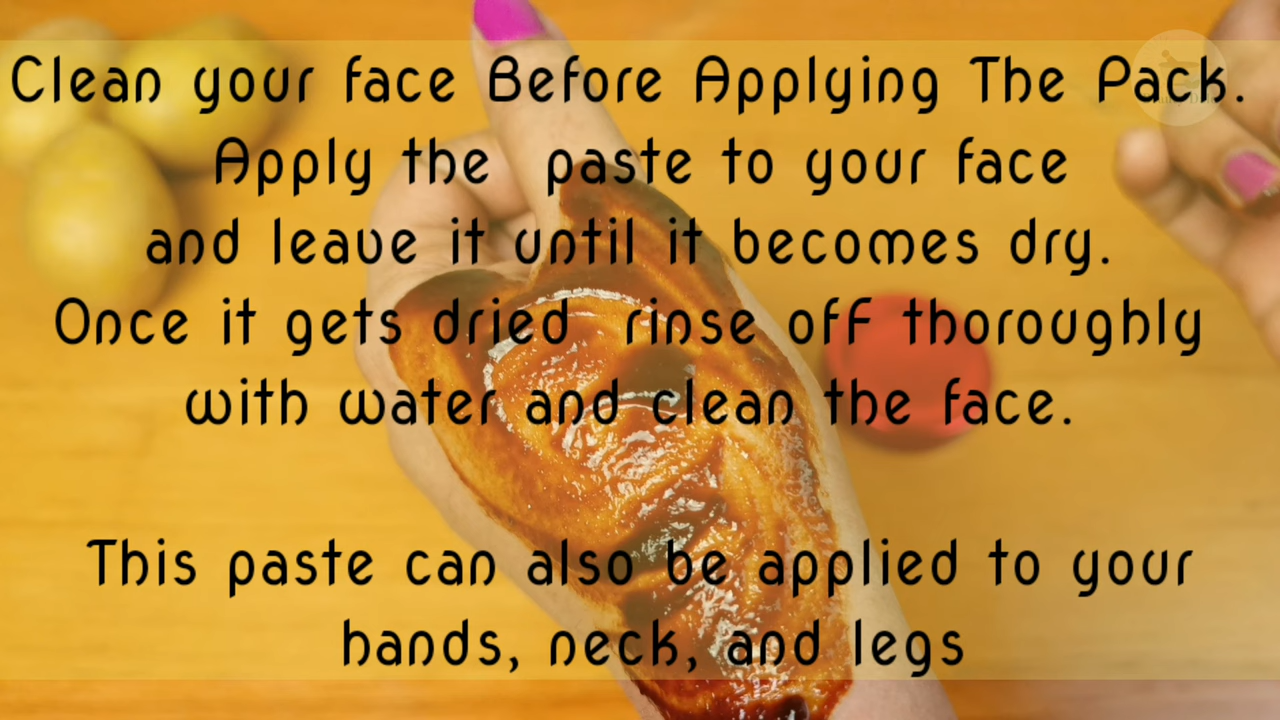 Clean your face Before Applying The Pack.
Apply the paste to your face
and leave it until it becomes dry.
Once it gets dried rinse off thoroughly
with water and clean the face.
This paste can also be applied to your
hands, neck, and legs